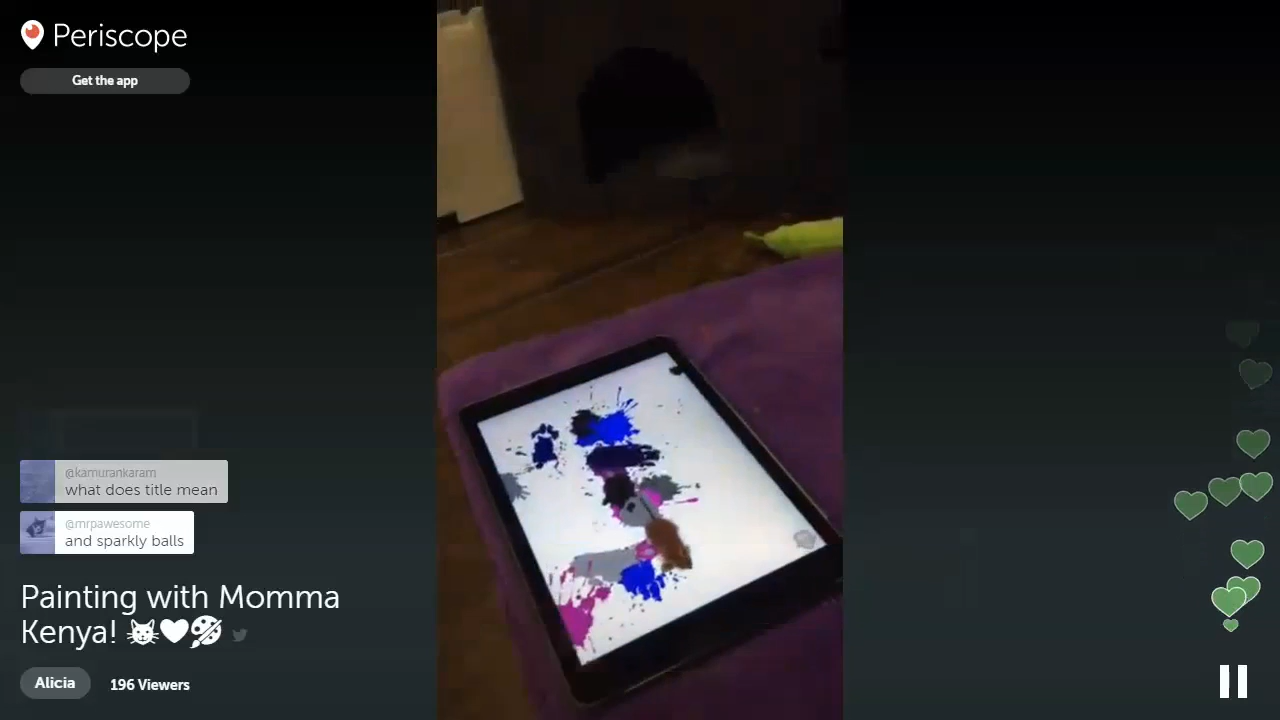 Periscope
Get the app
@kamurankaram
what does title mean
@mrpawesome
and sparkly balls
Painting with Momma
Kenya! 🐱❤🎨
Alicia
196 Viewers